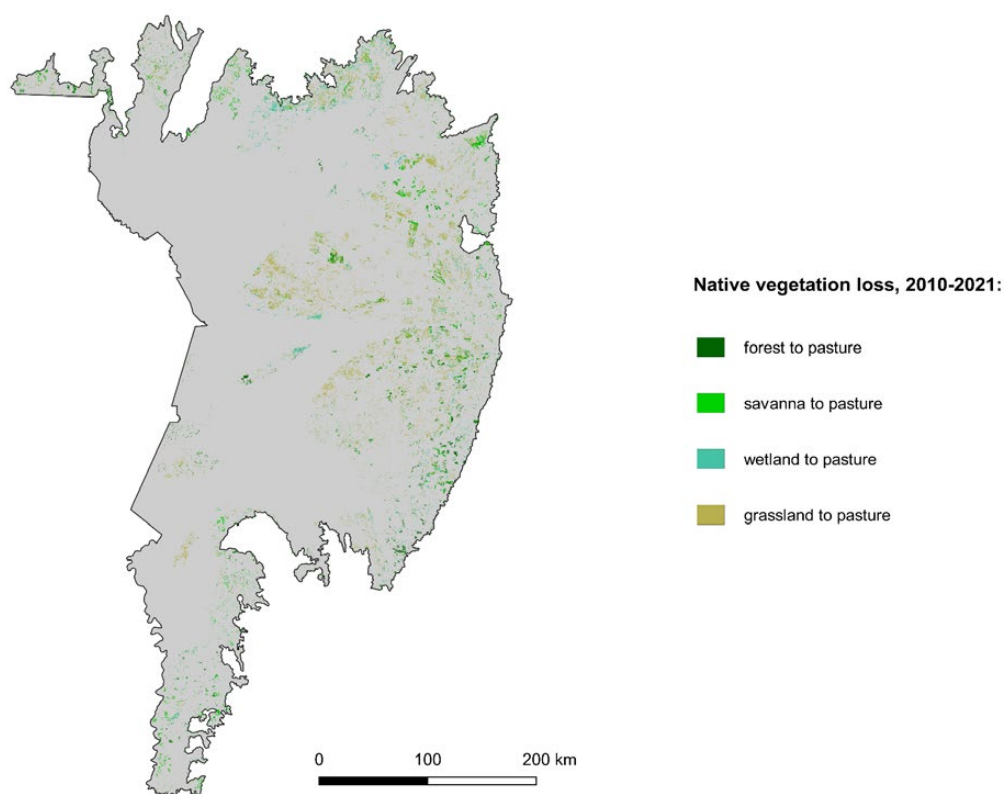 Native vegetation loss, 2010-2021:
forest to pasture
savanna to pasture
wetland to pasture
grassland to pasture
0 100 200 km